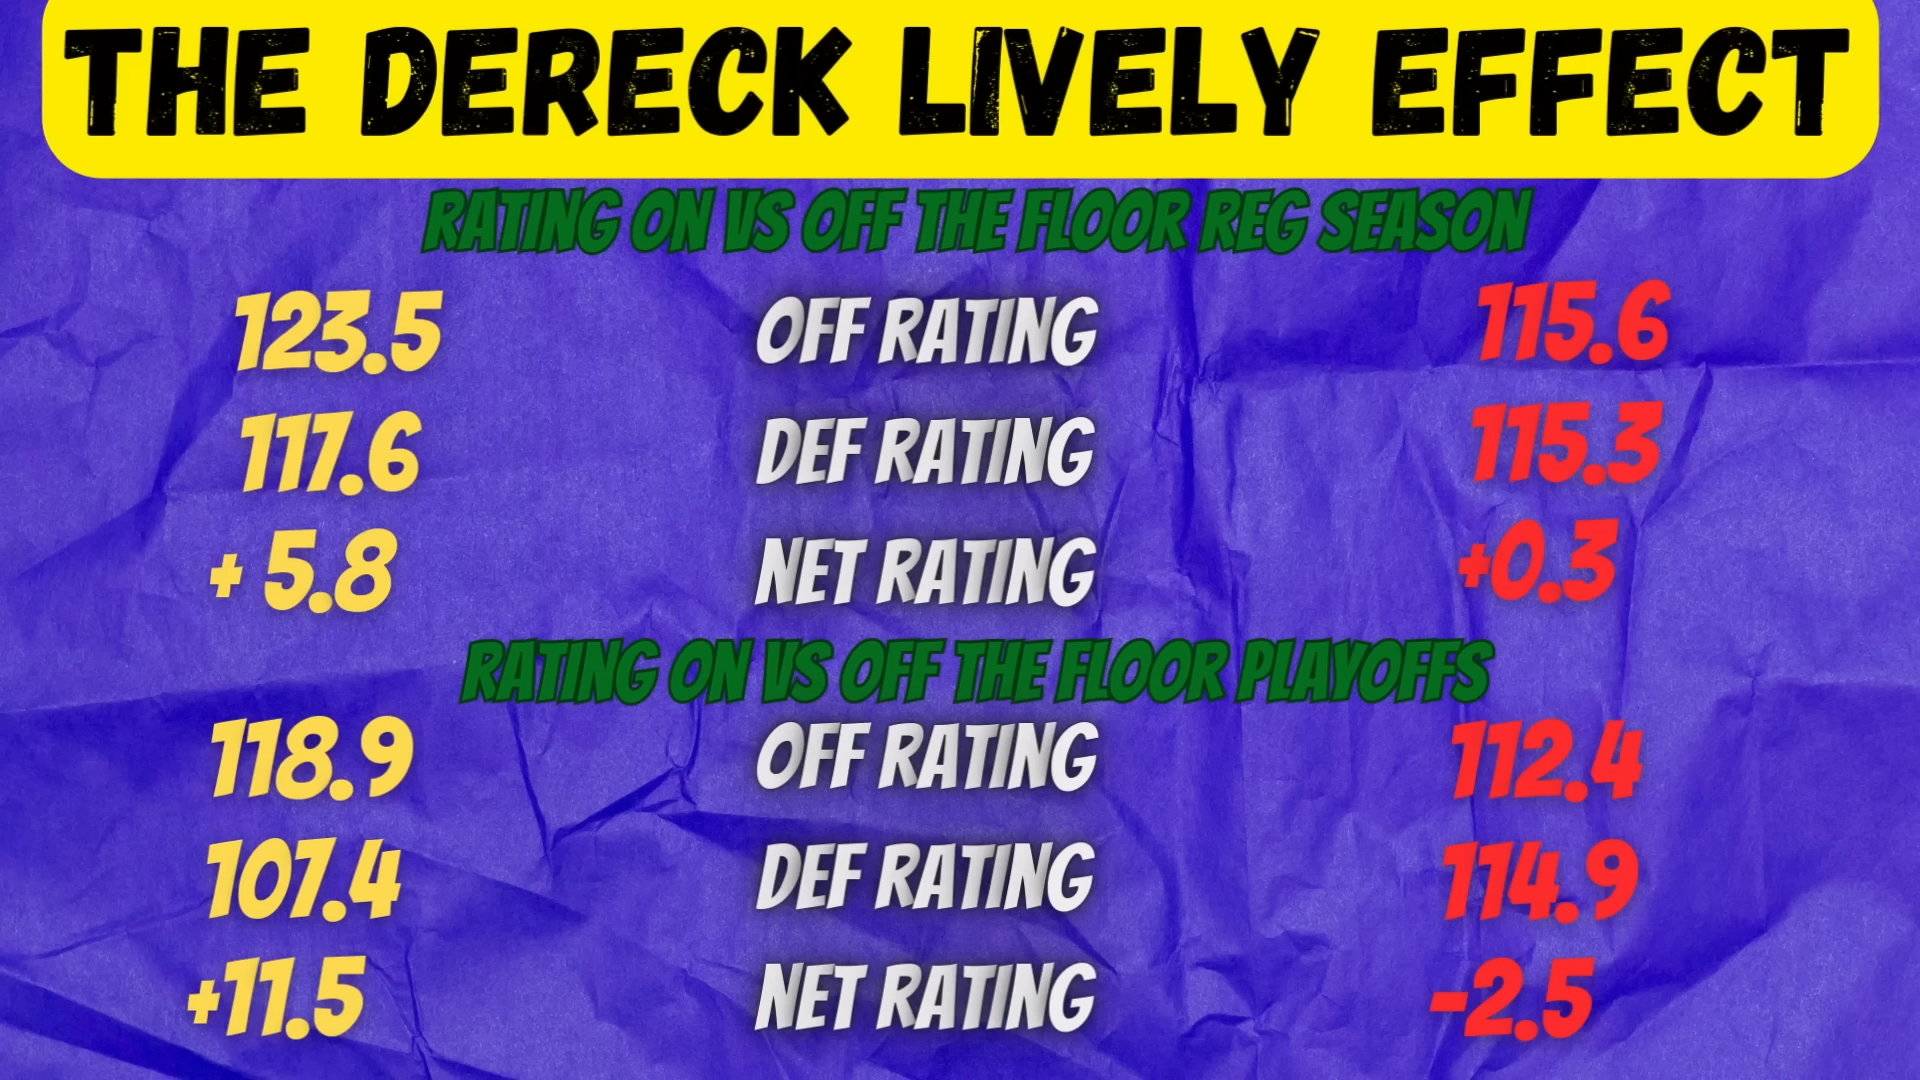 THE DERECK LIVELY EFFECT
RATING ON VS OFF THE FLOOR REG SEASON
123.5 OFF RATING 115.6
117.6 DEF RATING 115.3
+ 5.8 NET RATING +0.3
RATING ON VS OFF THE FLOOR PLAYOFFS
118.9 OFF RATING 112.4
107.4 DEF RATING 114.9
+11.5 NET RATING -2.5